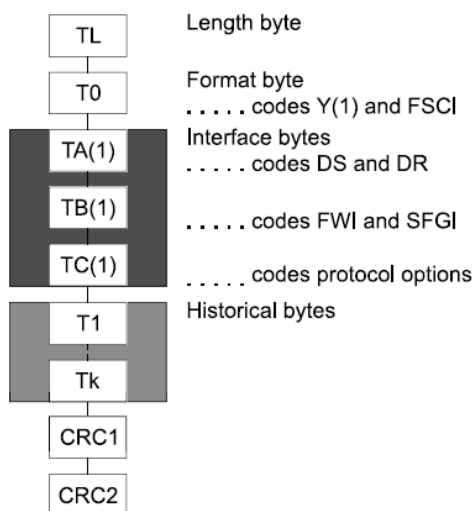 TL Length byte
T0 Format byte
..... codes Y(1) and FSCI
TA(1) Interface bytes
..... codes DS and DR
TB(1)
..... codes FWI and SFGI
TC(1)
..... codes protocol options
T1 Historical bytes
Tk
CRC1
CRC2